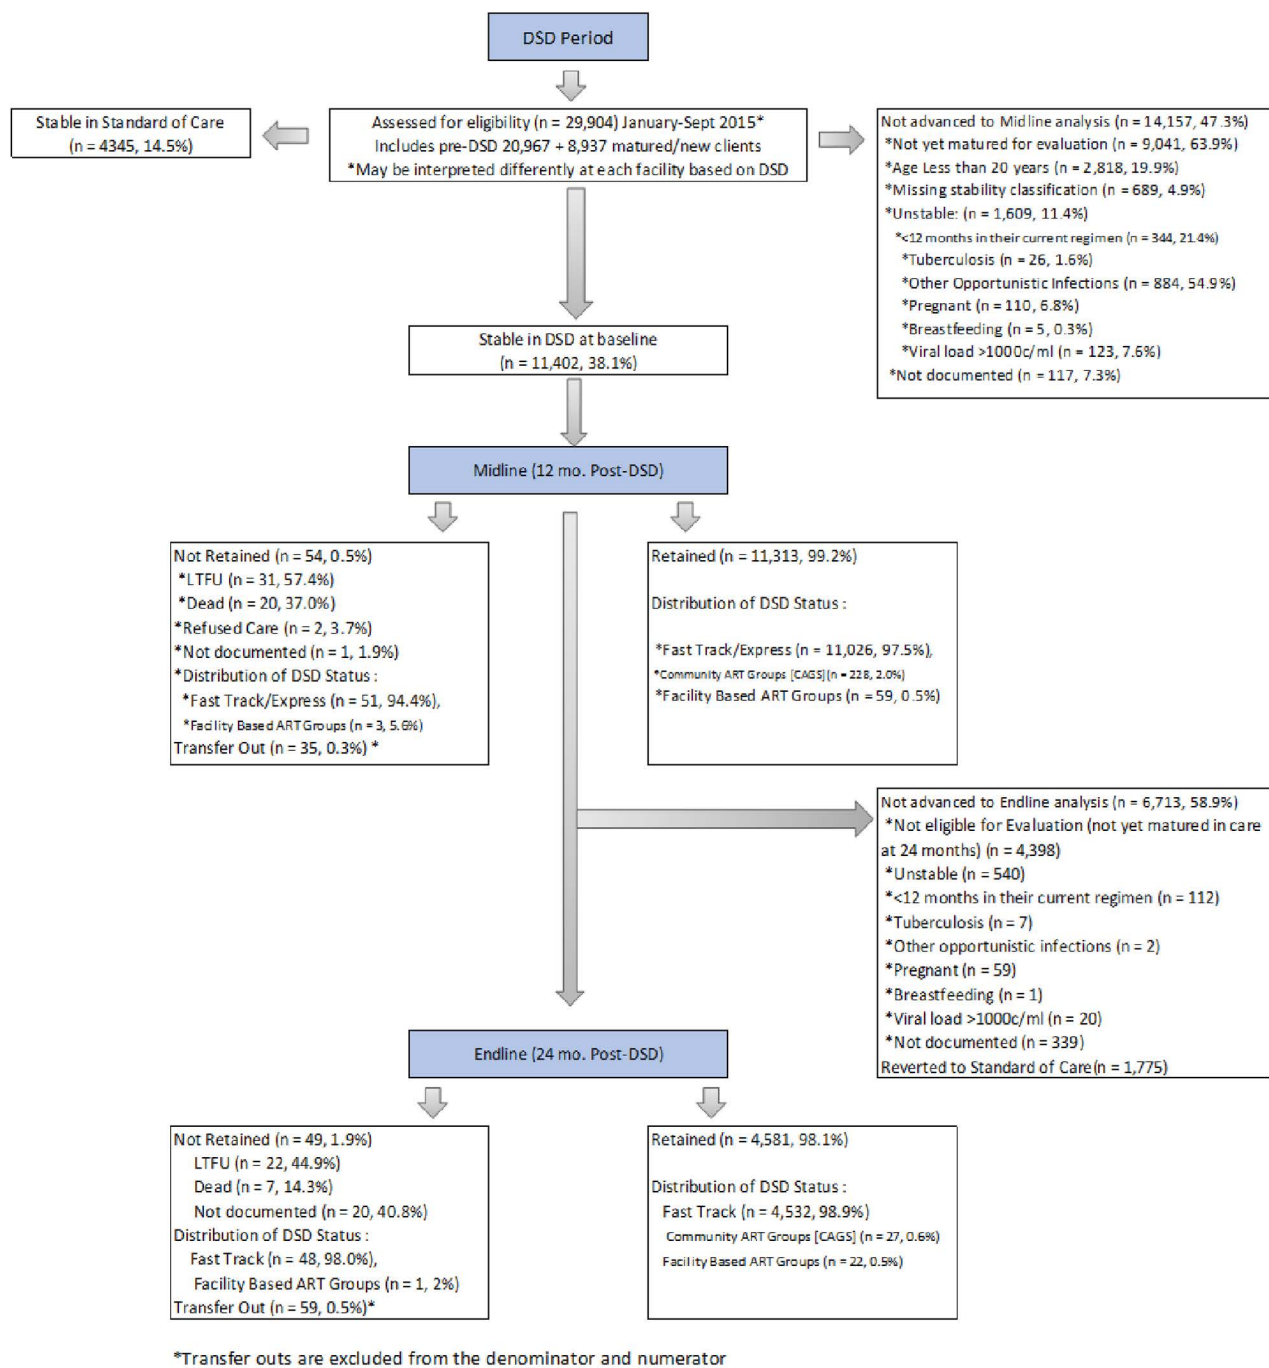 DSD Period
Stable in Standard of Care
(n = 4345, 14.5%)
Assessed for eligibility (n = 29,904) January-Sept 2015*
Includes pre-DSD 20,967 + 8,937 matured/new clients
*May be interpreted differently at each facility based on DSD
Not advanced to Midline analysis (n = 14,157, 47.3%)
*Not yet matured for evaluation (n = 9,041, 63.9%)
*Age Less than 20 years (n = 2,818, 19.9%)
*Missing stability classification (n = 689, 4.9%)
*Unstable: (n = 1,609, 11.4%)
*<12 months in their current regimen (n = 344, 21.4%)
*Tuberculosis (n = 26, 1.6%)
*Other Opportunistic Infections (n = 884, 54.9%)
*Pregnant (n = 110, 6.8%)
*Breastfeeding (n = 5, 0.3%)
*Viral load >1000c/ml (n = 123, 7.6%)
*Not documented (n = 117, 7.3%)
Stable in DSD at baseline
(n = 11,402, 38.1%)
Midline (12 mo. Post-DSD)
Not Retained (n = 54, 0.5%)
*LTFU (n = 31, 57.4%)
*Dead (n = 20, 37.0%)
*Refused Care (n = 2, 3.7%)
*Not documented (n = 1, 1.9%)
*Distribution of DSD Status :
*Fast Track/Express (n = 51, 94.4%),
*Facility Based ART Groups (n = 3, 5.6%)
Transfer Out (n = 35, 0.3%) *
Retained (n = 11,313, 99.2%)
Distribution of DSD Status :
*Fast Track/Express (n = 11,026, 97.5%),
*Community ART Groups [CAGS] (n = 228, 2.0%)
*Facility Based ART Groups (n = 59, 0.5%)
Not advanced to Endline analysis (n = 6,713, 58.9%)
*Not eligible for Evaluation (not yet matured in care
at 24 months) (n = 4,398)
*Unstable (n = 540)
*<12 months in their current regimen (n = 112)
*Tuberculosis (n = 7)
*Other opportunistic infections (n = 2)
*Pregnant (n = 59)
*Breastfeeding (n = 1)
*Viral load >1000c/ml (n = 20)
*Not documented (n = 339)
Reverted to Standard of Care (n = 1,775)
Endline (24 mo. Post-DSD)
Not Retained (n = 49, 1.9%)
LTFU (n = 22, 44.9%)
Dead (n = 7, 14.3%)
Not documented (n = 20, 40.8%)
Distribution of DSD Status :
Fast Track (n = 48, 98.0%),
Facility Based ART Groups (n = 1, 2%)
Transfer Out (n = 59, 0.5%)*
Retained (n = 4,581, 98.1%)
Distribution of DSD Status :
Fast Track (n = 4,532, 98.9%)
Community ART Groups [CAGS] (n = 27, 0.6%)
Facility Based ART Groups (n = 22, 0.5%)
*Transfer outs are excluded from the denominator and numerator